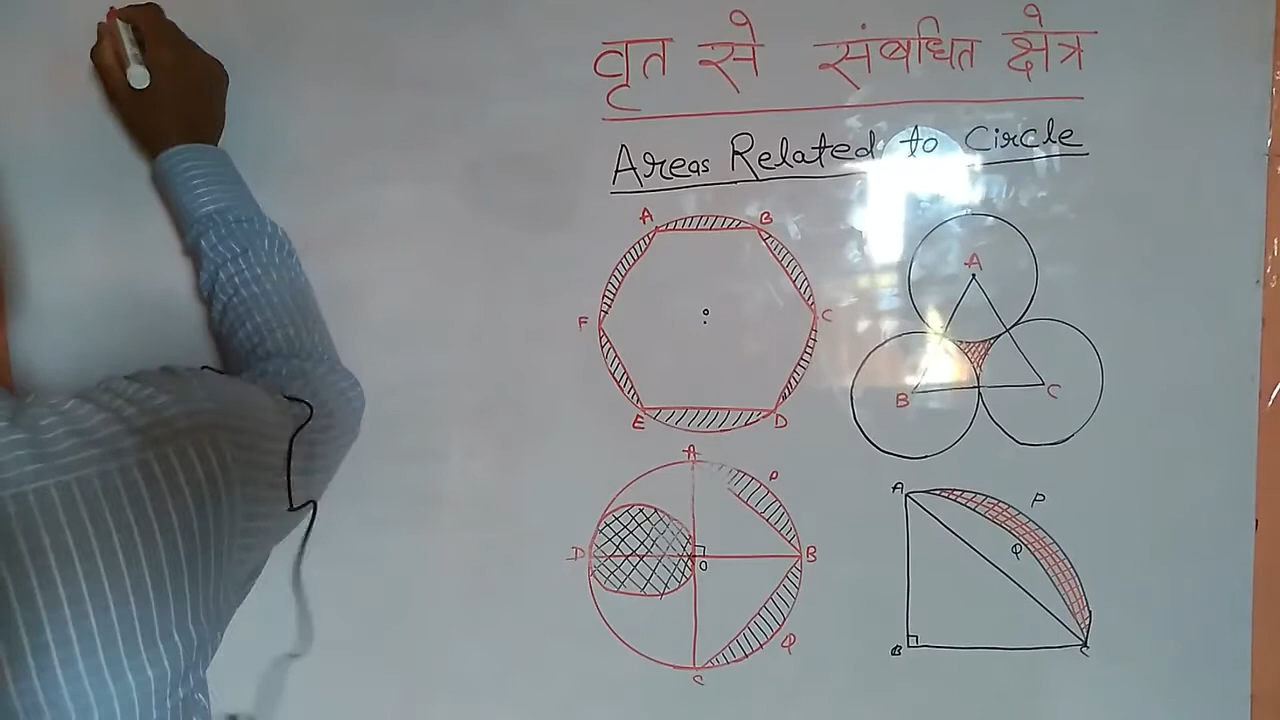 वृत से संबधित क्षेत्र
Areas Related to Circle
A B
F C
E D
A
B C
A P
D O B
C Q
A P
Q
B C